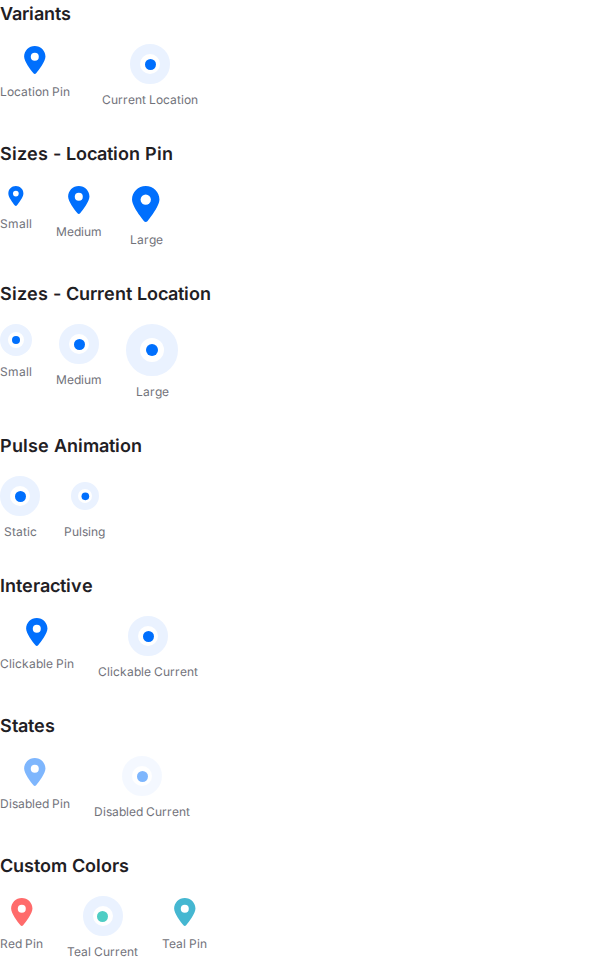 Variants
Location Pin
Current Location
Sizes - Location Pin
Small
Medium
Large
Sizes - Current Location
Small
Medium
Large
Pulse Animation
Static
Pulsing
Interactive
Clickable Pin
Clickable Current
States
Disabled Pin
Disabled Current
Custom Colors
Red Pin
Teal Current
Teal Pin